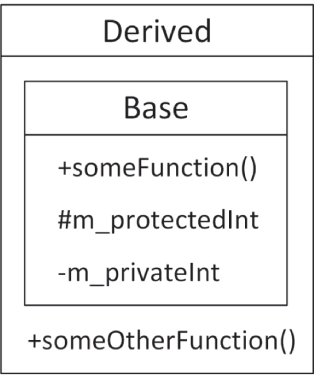 Derived
Base
+someFunction()
#m_protectedInt
-m_privateInt
+someOtherFunction()